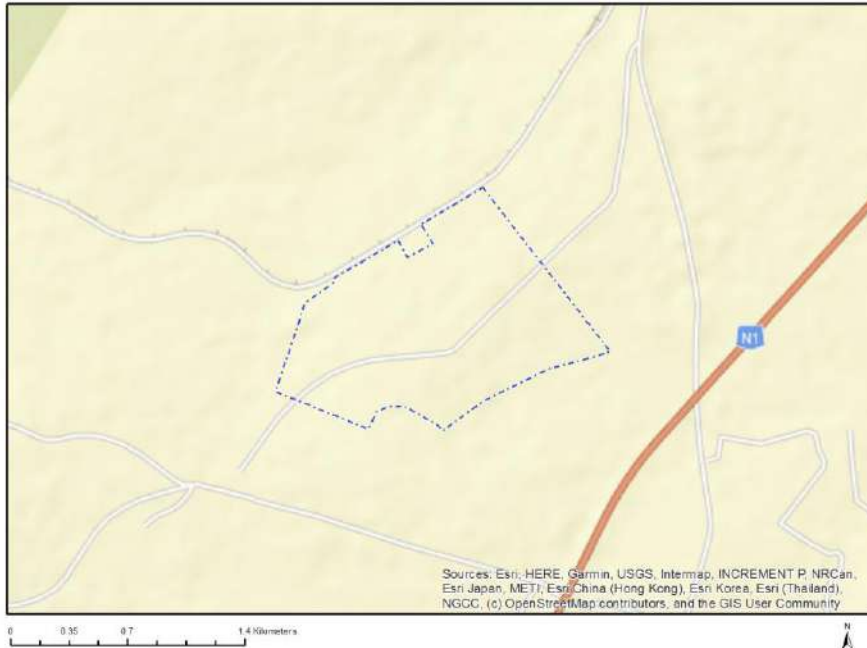 N1
Sources: Esri, HERE, Garmin, USGS, Intermap, INCREMENT P, NRCan,
Esri Japan, METI, Esri China (Hong Kong), Esri Korea, Esri (Thailand),
NGCC, (c) OpenStreetMap contributors, and the GIS User Community
0 0.35 0.7 1.4 Kilometers
N